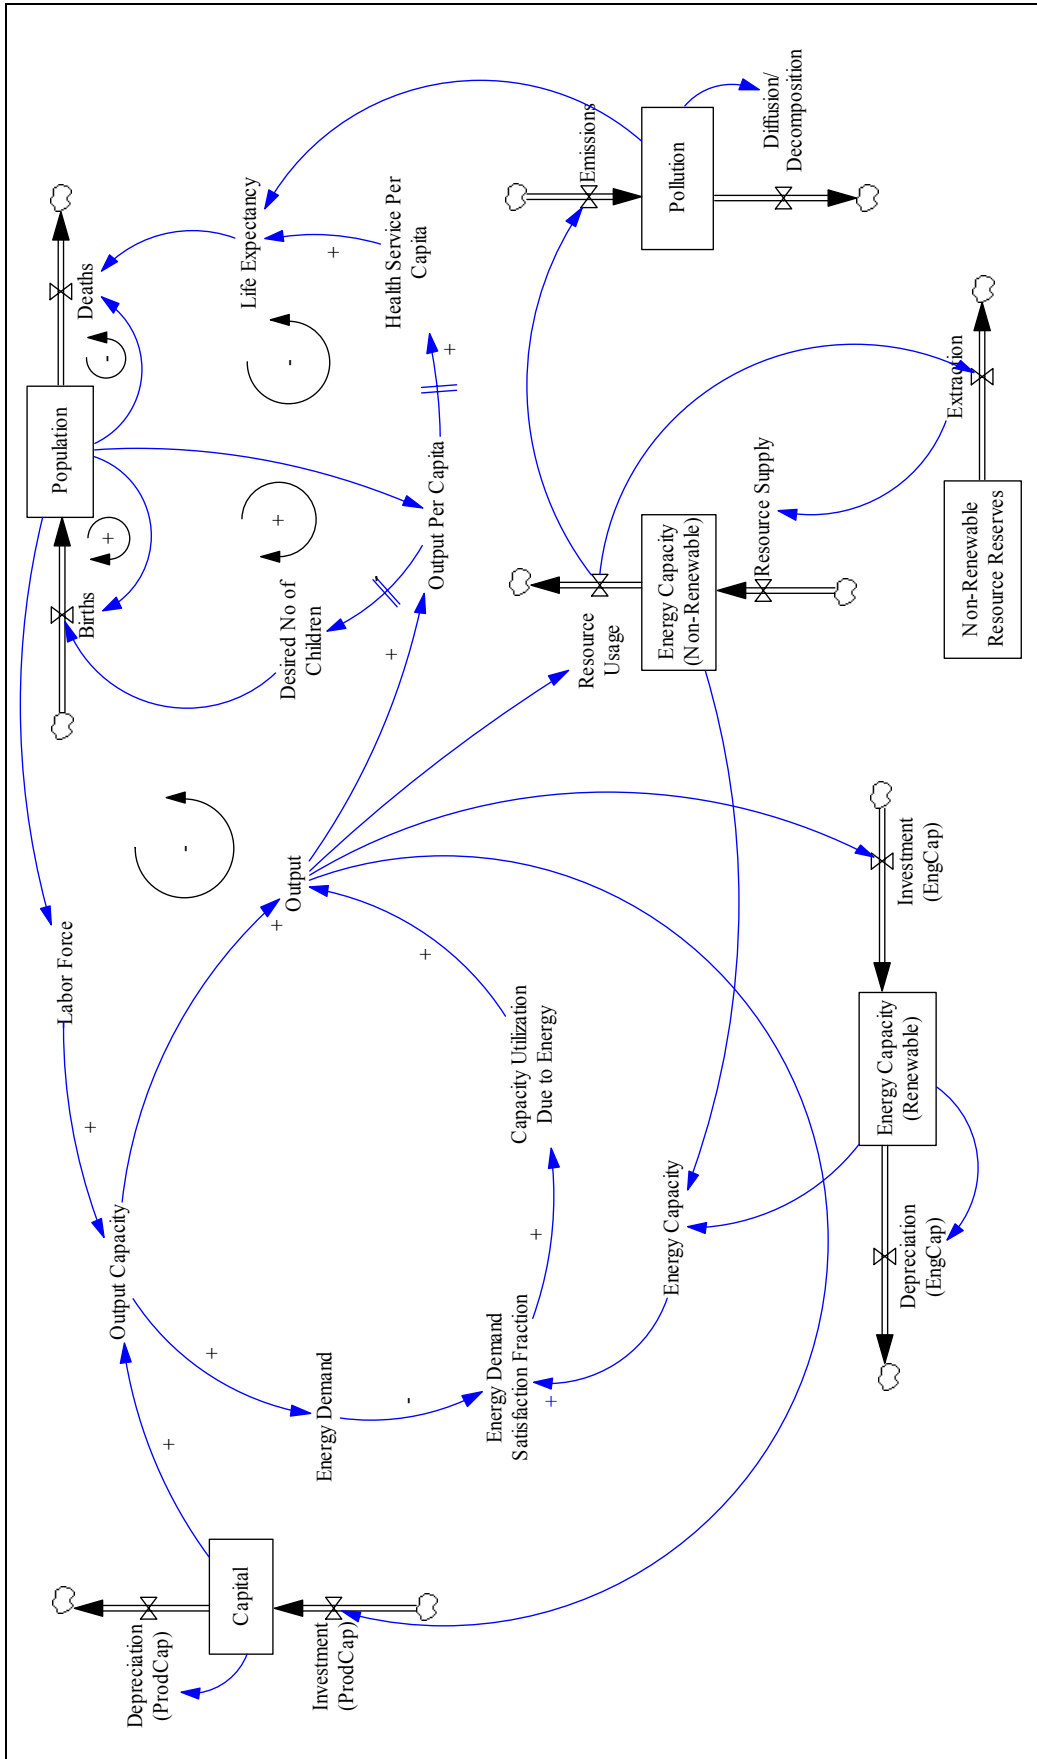 Depreciation
(ProdCap)
Capital
Investment
(ProdCap)
+
Output Capacity
+
Labor Force
+
Energy Demand
-
Energy Demand
Satisfaction Fraction
+
+
Capacity Utilization
Due to Energy
+
Energy Capacity
Depreciation
(EngCap)
Energy Capacity
(Renewable)
Investment
(EngCap)
+
Output
-
+
Births
+
Population
-
Deaths
Desired No of
Children
+
-
Life Expectancy
-
Output Per Capita
+
+
Health Service Per
Capita
Resource
Usage
Energy Capacity
(Non-Renewable)
Resource Supply
Non-Renewable
Resource Reserves
Extraction
Emissions
Pollution
Diffusion/
Decomposition